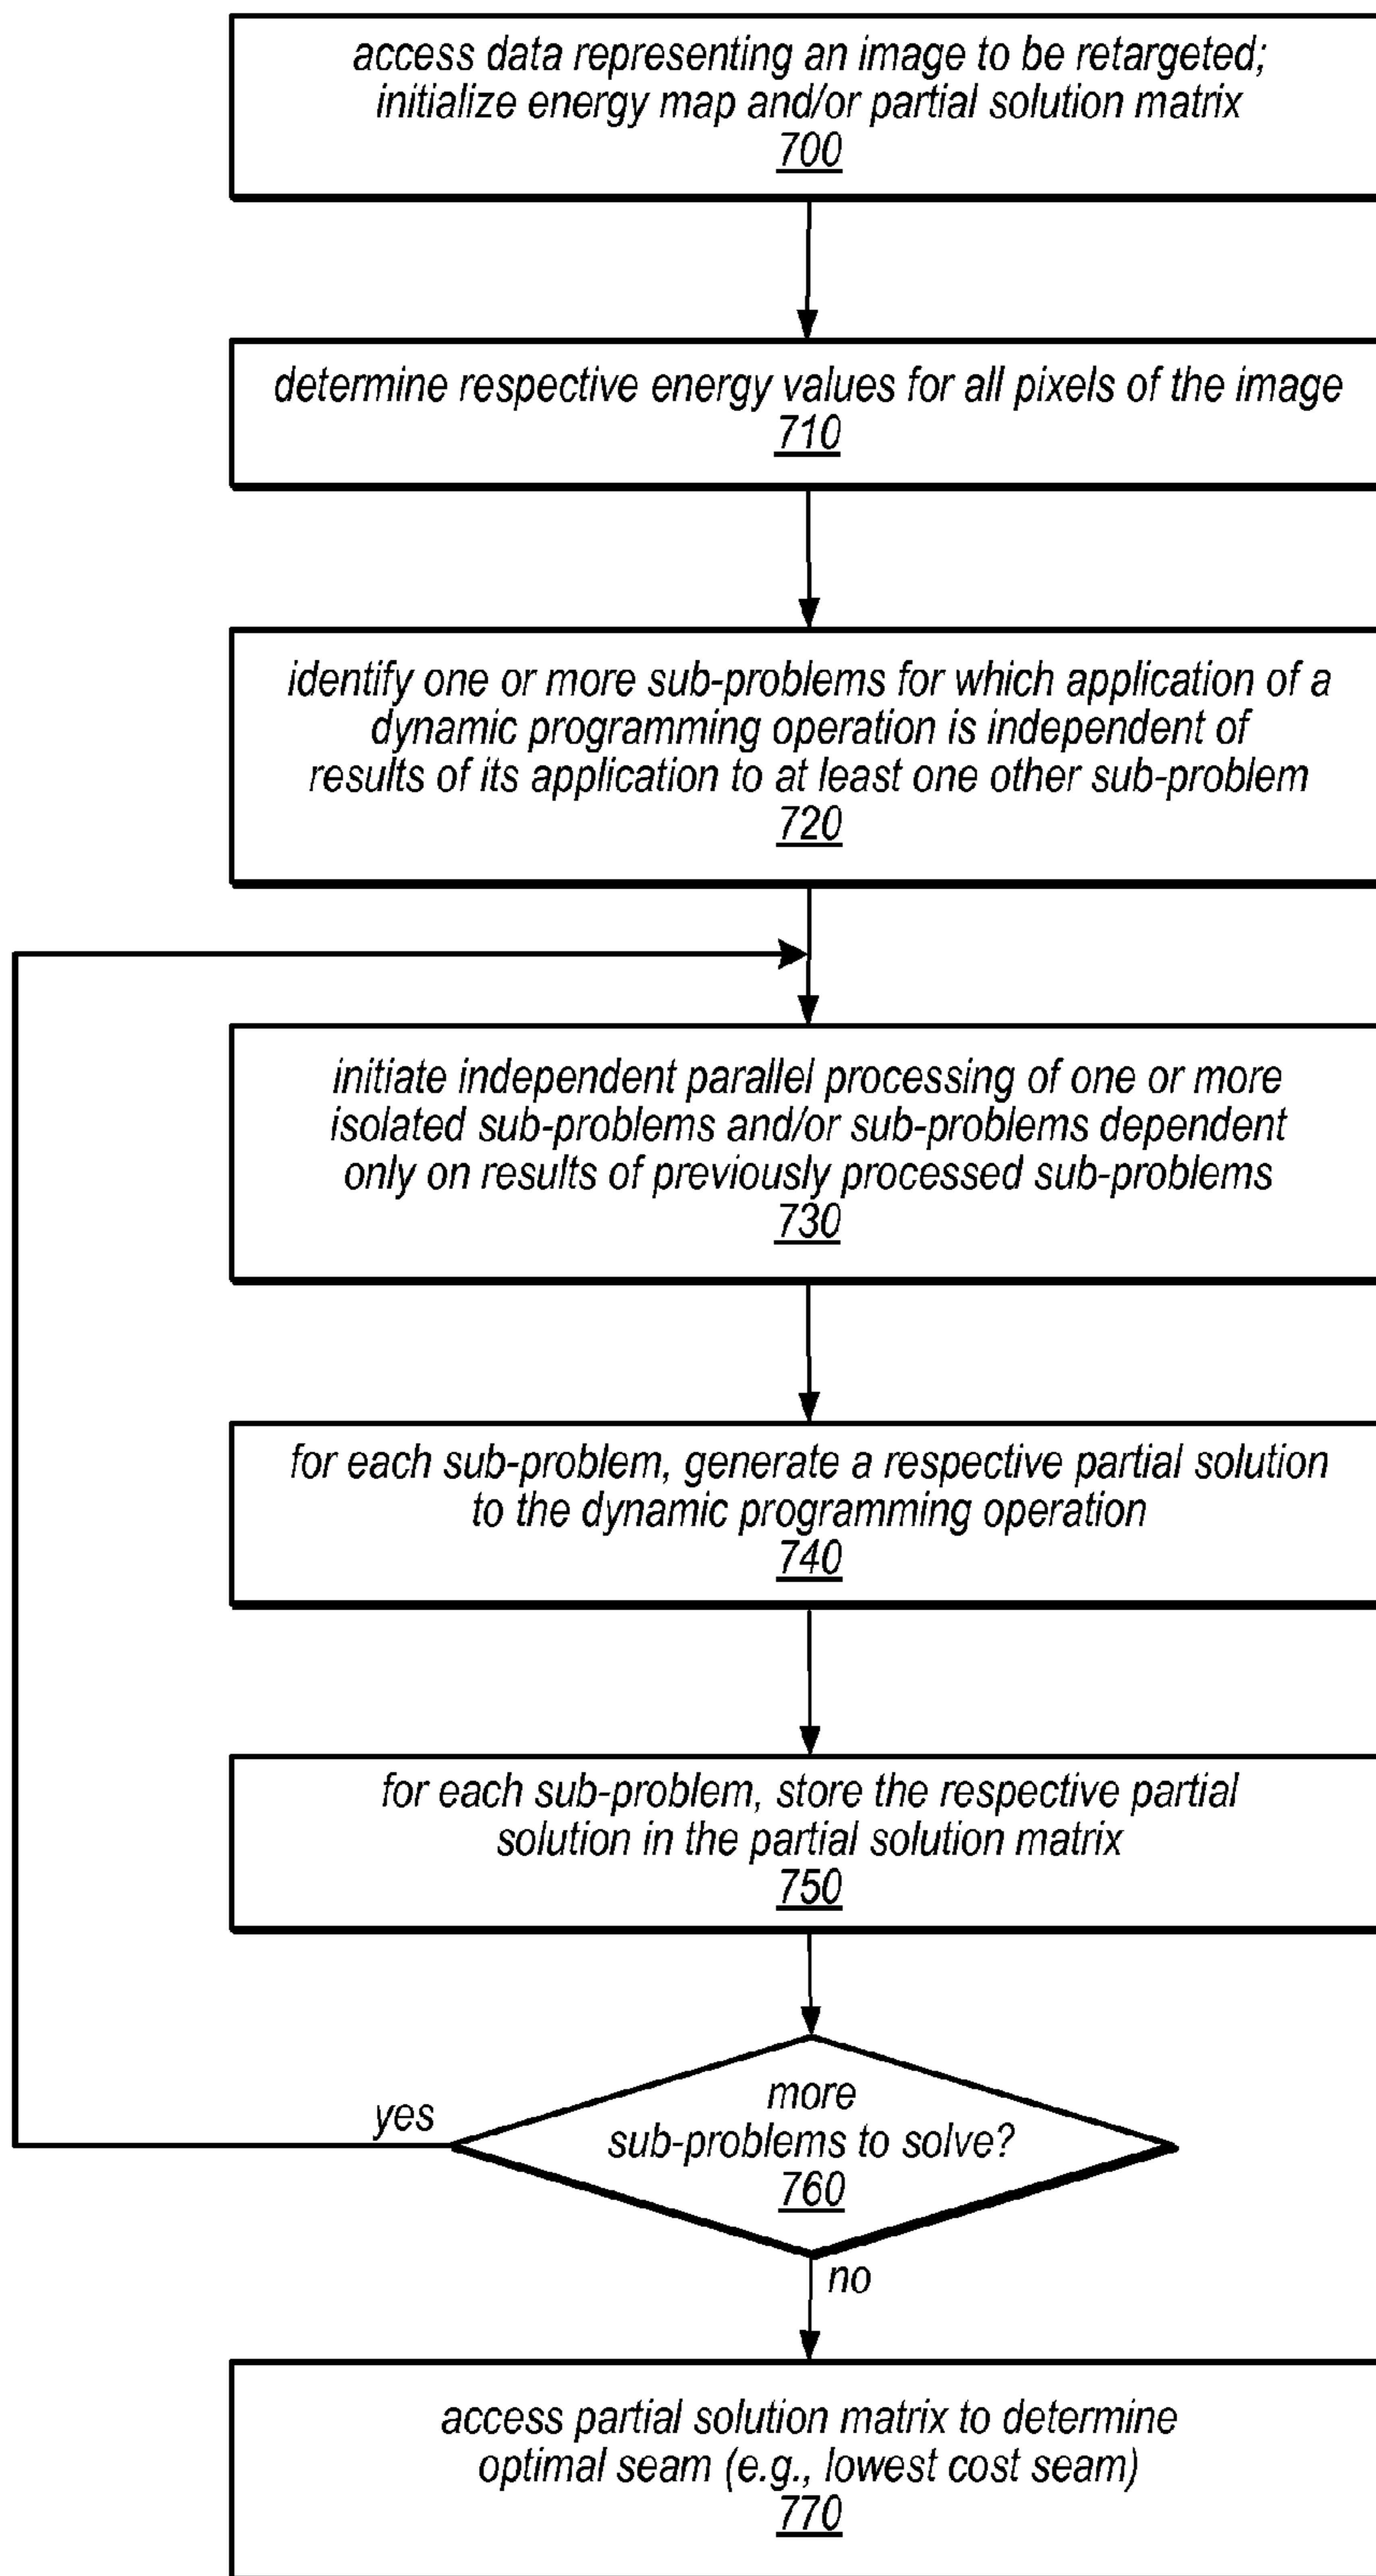 access data representing an image to be retargeted;
initialize energy map and/or partial solution matrix
700
determine respective energy values for all pixels of the image
710
identify one or more sub-problems for which application of a
dynamic programming operation is independent of
results of its application to at least one other sub-problem
720
initiate independent parallel processing of one or more
isolated sub-problems and/or sub-problems dependent
only on results of previously processed sub-problems
730
for each sub-problem, generate a respective partial solution
to the dynamic programming operation
740
for each sub-problem, store the respective partial
solution in the partial solution matrix
750
yes
more
sub-problems to solve?
760
no
access partial solution matrix to determine
optimal seam (e.g., lowest cost seam)
770